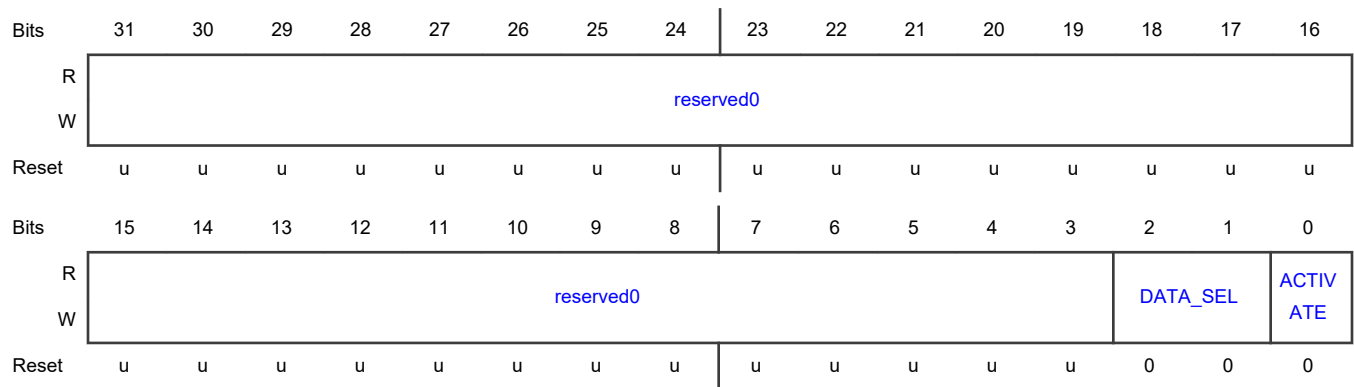 Bits 31 30 29 28 27 26 25 24 23 22 21 20 19 18 17 16
R
reserved0
W
Reset u u u u u u u u u u u u u u u u
Bits 15 14 13 12 11 10 9 8 7 6 5 4 3 2 1 0
R
reserved0 DATA_SEL ACTIV
ATE
W
Reset u u u u u u u u u u u u u 0 0 0